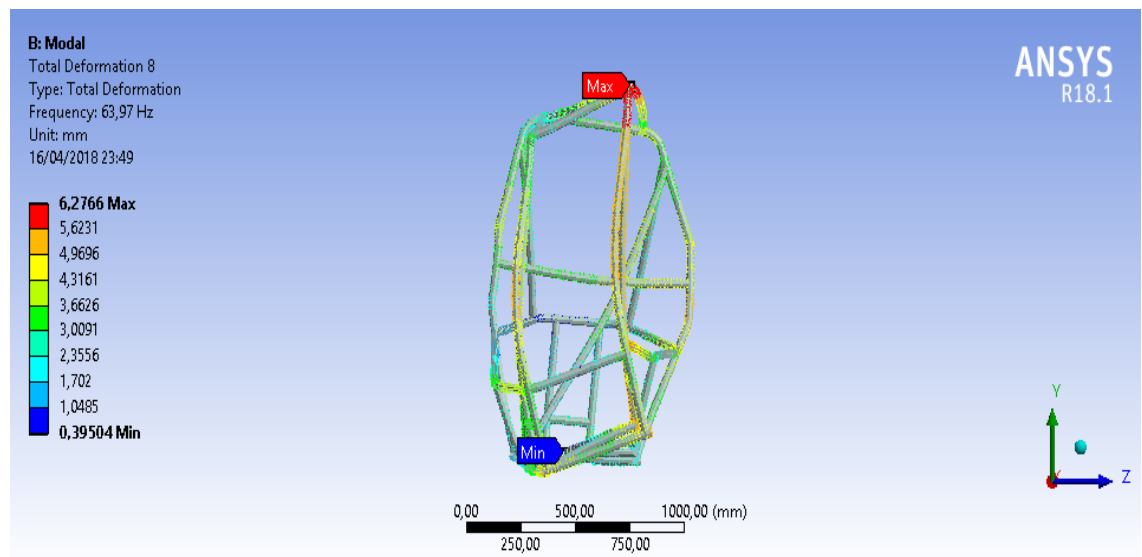 B: Modal
Total Deformation 8
Type: Total Deformation
Frequency: 63,97 Hz
Unit: mm
16/04/2018 23:49
ANSYS
R18.1
6,2766 Max
5,6231
4,9696
4,3161
3,6626
3,0091
2,3556
1,702
1,0485
0,39504 Min
Max
Min
0,00 500,00 1000,00 (mm)
250,00 750,00
Y
X
Z